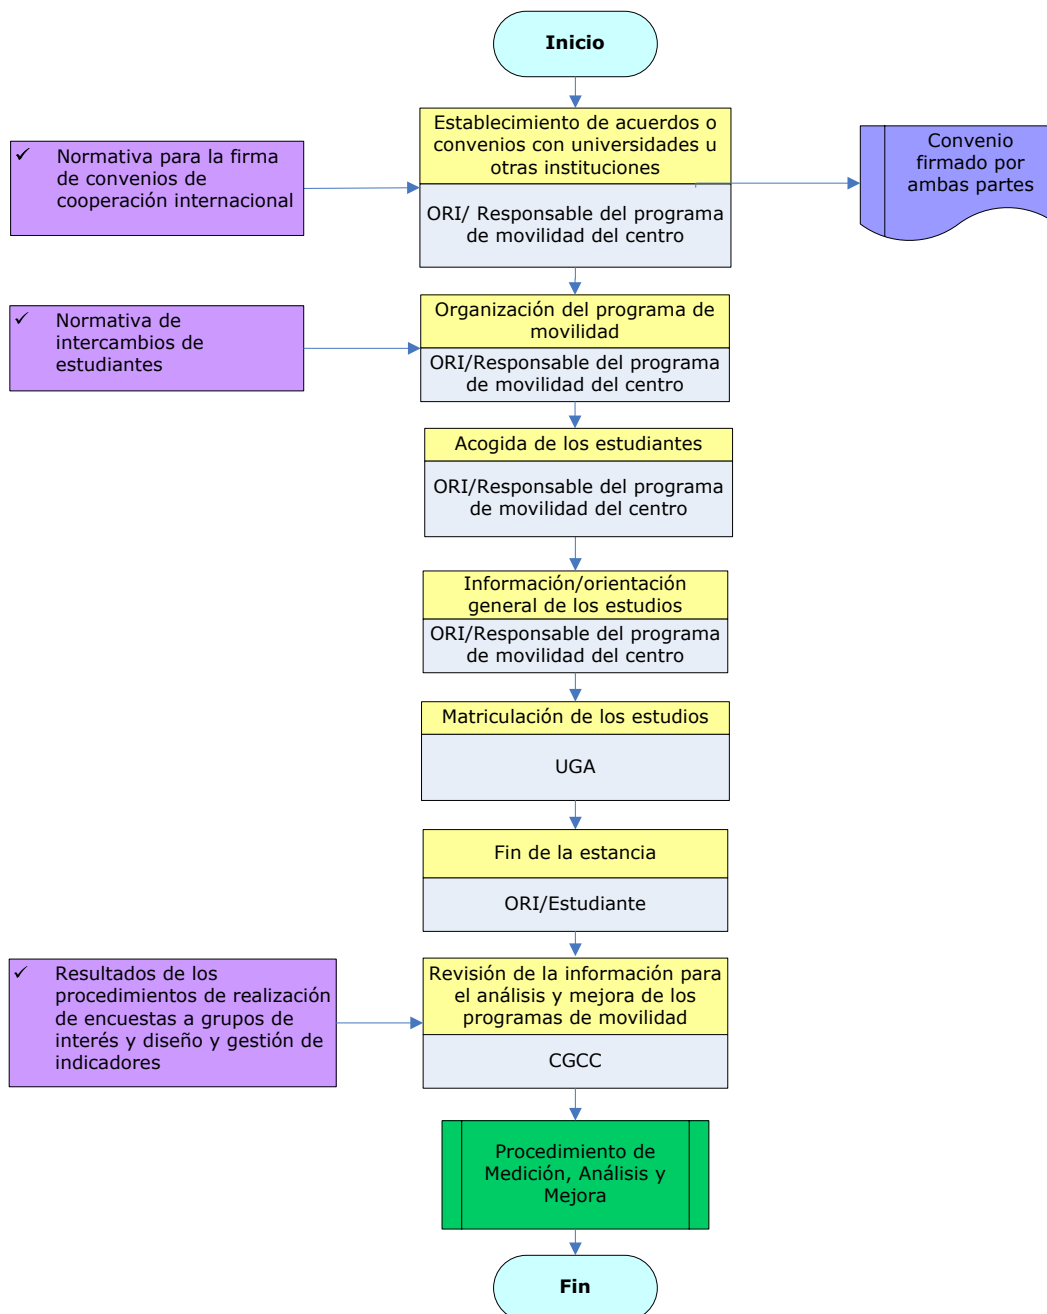 Inicio
Establecimiento de acuerdos o
convenios con universidades u
otras instituciones
ORI/ Responsable del programa
de movilidad del centro
✓ Normativa para la firma
de convenios de
cooperación internacional
Convenio
firmado por
ambas partes
Organización del programa de
movilidad
ORI/Responsable del programa
de movilidad del centro
✓ Normativa de
intercambios de
estudiantes
Acogida de los estudiantes
ORI/Responsable del programa
de movilidad del centro
Información/orientación
general de los estudios
ORI/Responsable del programa
de movilidad del centro
Matriculación de los estudios
UGA
Fin de la estancia
ORI/Estudiante
✓ Resultados de los
procedimientos de realización
de encuestas a grupos de
interés y diseño y gestión de
indicadores
Revisión de la información para
el análisis y mejora de los
programas de movilidad
CGCC
Procedimiento de
Medición, Análisis y
Mejora
Fin